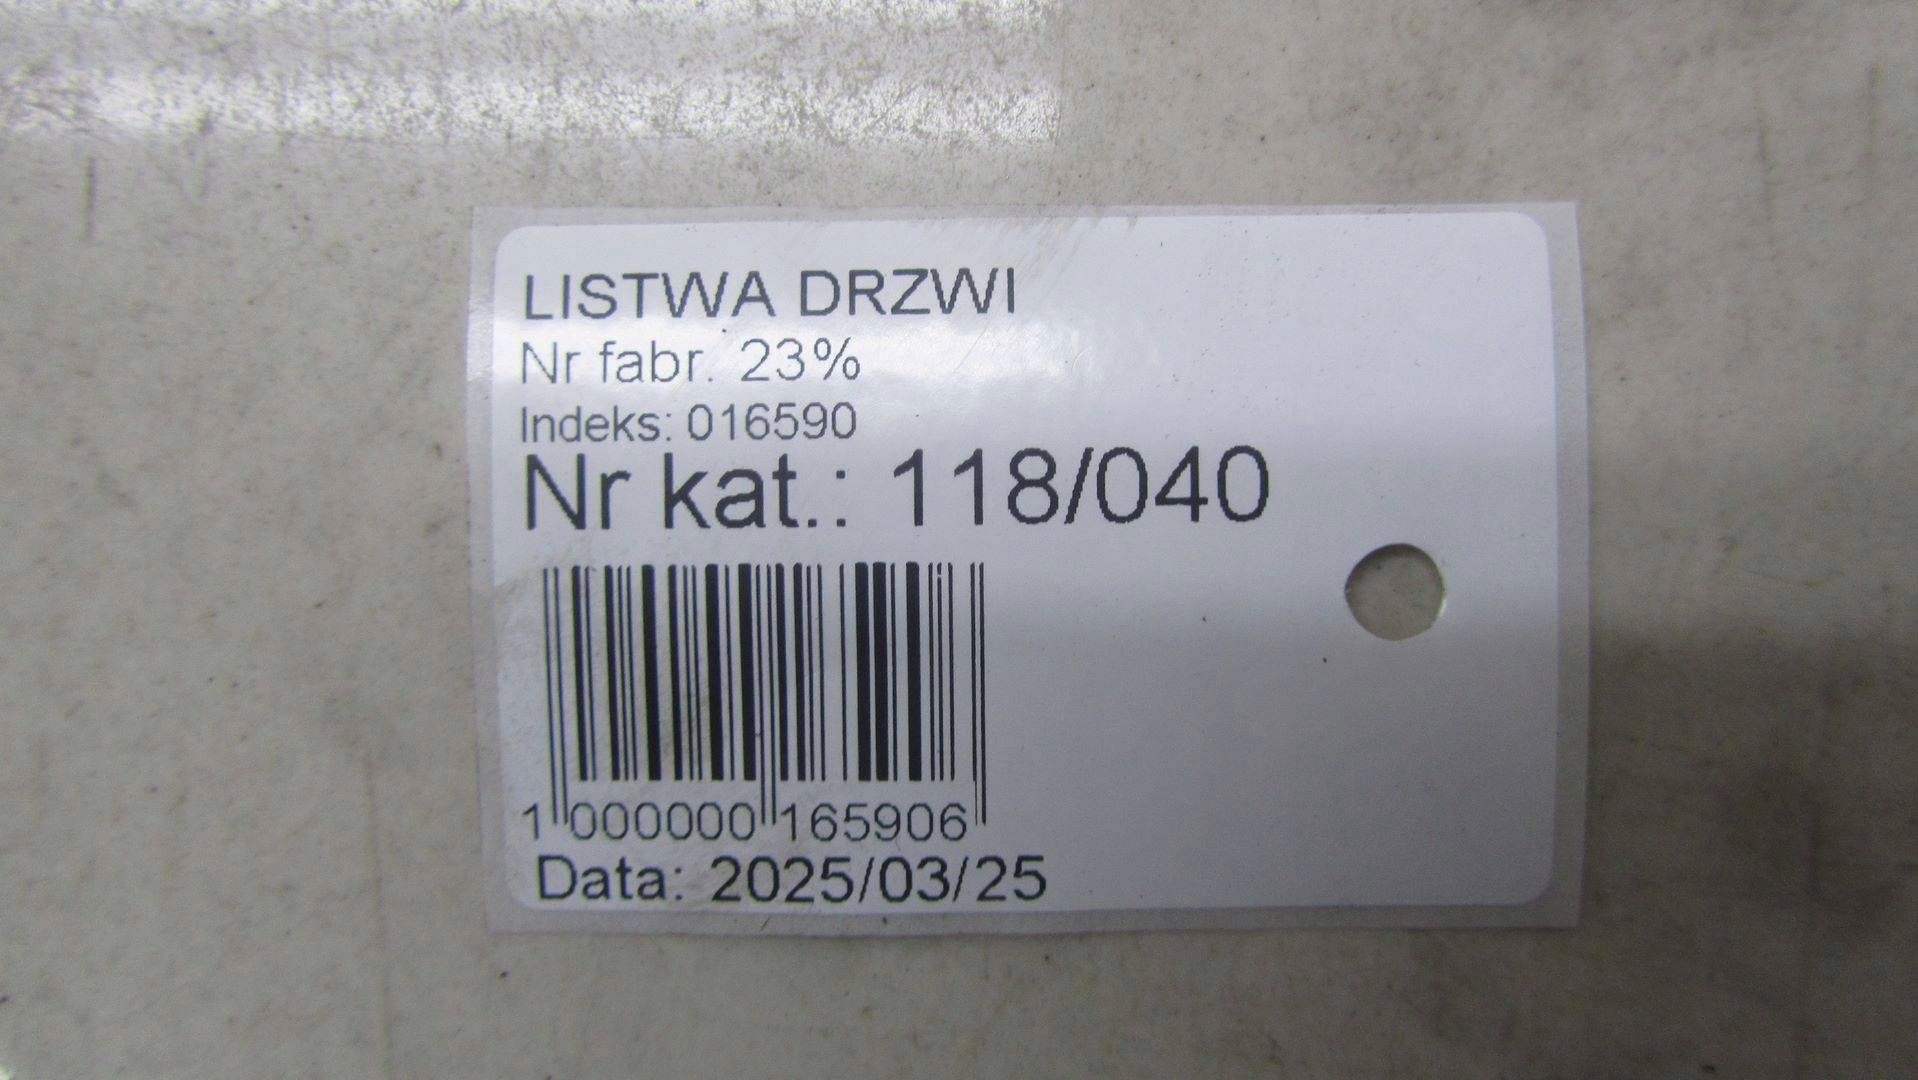 LISTWA DRZWI
Nr fabr. 23%
Indeks: 016590
Nr kat.: 118/040
1 000000 165906
Data: 2025/03/25